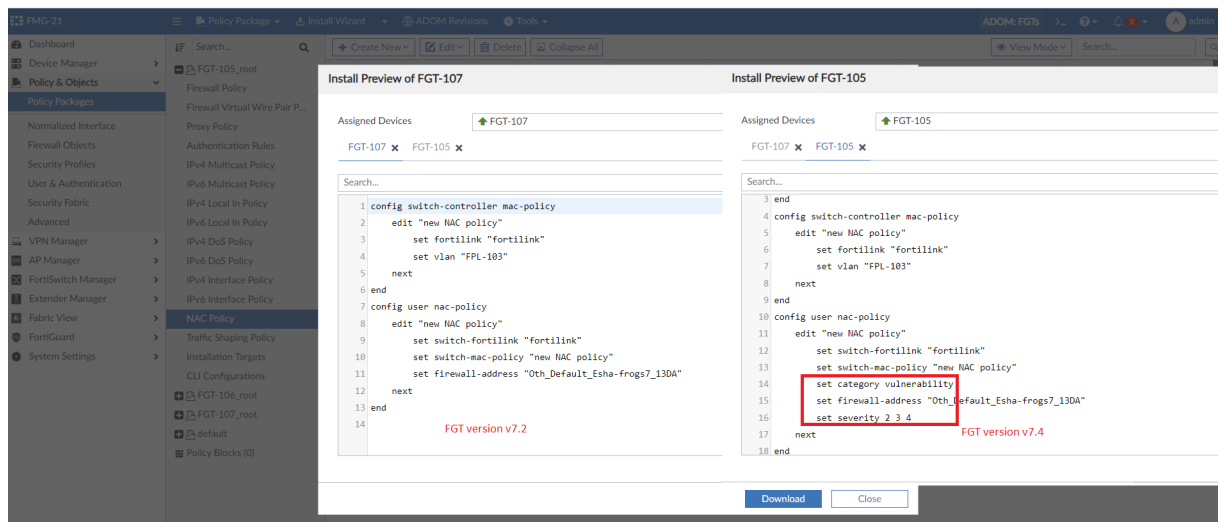 FMG-21
Policy Package
Install Wizard
ADOM Revisions
Tools
ADOM: FGTs
>_
2
A
admin
Dashboard
Device Manager
Policy & Objects
Policy Packages
Normalized Interface
Firewall Objects
Security Profiles
User & Authentication
Security Fabric
Advanced
VPN Manager
AP Manager
FortiSwitch Manager
Extender Manager
Fabric View
FortiGuard
System Settings
Search...
FGT-105_root
Firewall Policy
Firewall Virtual Wire Pair P...
Proxy Policy
Authentication Rules
IPv4 Multicast Policy
IPv6 Multicast Policy
IPv4 Local In Policy
IPv6 Local In Policy
IPv4 DoS Policy
IPv6 DoS Policy
IPv4 Interface Policy
IPv6 Interface Policy
NAC Policy
Traffic Shaping Policy
Installation Targets
CLI Configurations
FGT-106_root
FGT-107_root
default
Policy Blocks (0)
+ Create New
Edit
Delete
Collapse All
View Mode
Search...
Install Preview of FGT-107
Assigned Devices
FGT-107
FGT-107 x FGT-105 x
Search...
1 config switch-controller mac-policy
2 edit "new NAC policy"
3 set fortilink "fortilink"
4 set vlan "FPL-103"
5 next
6 end
7 config user nac-policy
8 edit "new NAC policy"
9 set switch-fortilink "fortilink"
10 set switch-mac-policy "new NAC policy"
11 set firewall-address "Oth_Default_Esha-frogs7_13DA"
12 next
13 end
14
FGT version v7.2
Install Preview of FGT-105
Assigned Devices
FGT-105
FGT-107 x FGT-105 x
Search...
3 end
4 config switch-controller mac-policy
5 edit "new NAC policy"
6 set fortilink "fortilink"
7 set vlan "FPL-103"
8 next
9 end
10 config user nac-policy
11 edit "new NAC policy"
12 set switch-fortilink "fortilink"
13 set switch-mac-policy "new NAC policy"
14 set category vulnerability
15 set firewall-address "Oth_Default_Esha-frogs7_13DA"
16 set severity 2 3 4
17 next
18 end
FGT version v7.4
Download
Close